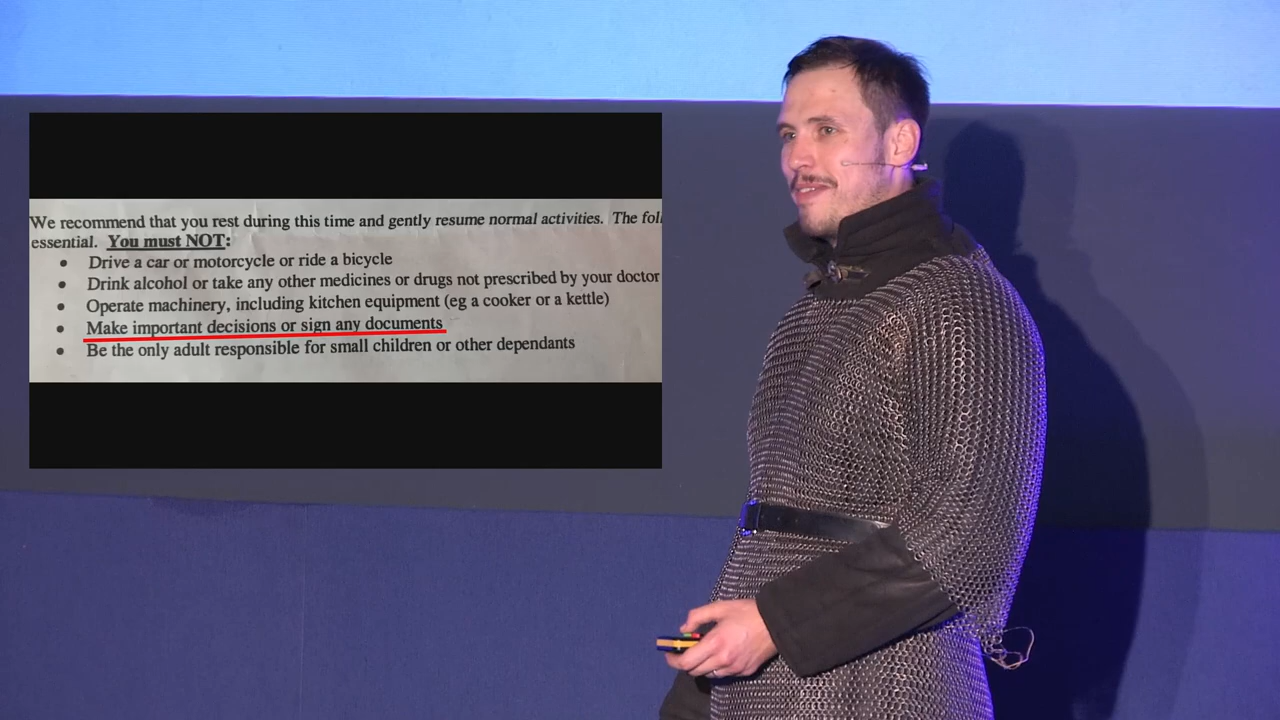 We recommend that you rest during this time and gently resume normal activities. The
essential. You must NOT:
• Drive a car or motorcycle or ride a bicycle
• Drink alcohol or take any other medicines or drugs not prescribed by your doctor
• Operate machinery, including kitchen equipment (eg a cooker or a kettle)
• Make important decisions or sign any documents
• Be the only adult responsible for small children or other dependants